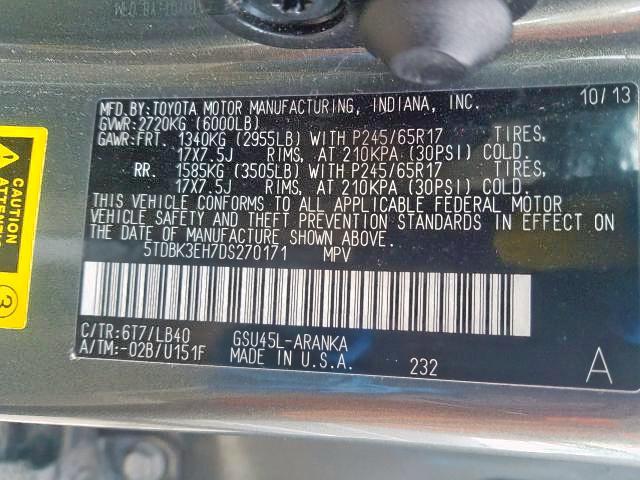 MFD.BY:TOYOTA MOTOR MANUFACTURING, INDIANA, INC. 10/13
GVWR:2720KG (6000LB)
GAWR:FRT. 1340KG (2955LB) WITH P245/65R17 TIRES,
17X7.5J RIMS, AT 210KPA (30PSI) COLD.
RR. 1585KG (3505LB) WITH P245/65R17 TIRES,
17X7.5J RIMS, AT 210KPA (30PSI) COLD.
THIS VEHICLE CONFORMS TO ALL APPLICABLE FEDERAL MOTOR
VEHICLE SAFETY AND THEFT PREVENTION STANDARDS IN EFFECT ON
THE DATE OF MANUFACTURE SHOWN ABOVE.
5TDBK3EH7DS270171 MPV
C/TR:6T7/LB40 GSU45L-ARANKA
A/TM:-02B/U151F MADE IN U.S.A. 232 A
CAUTION
3